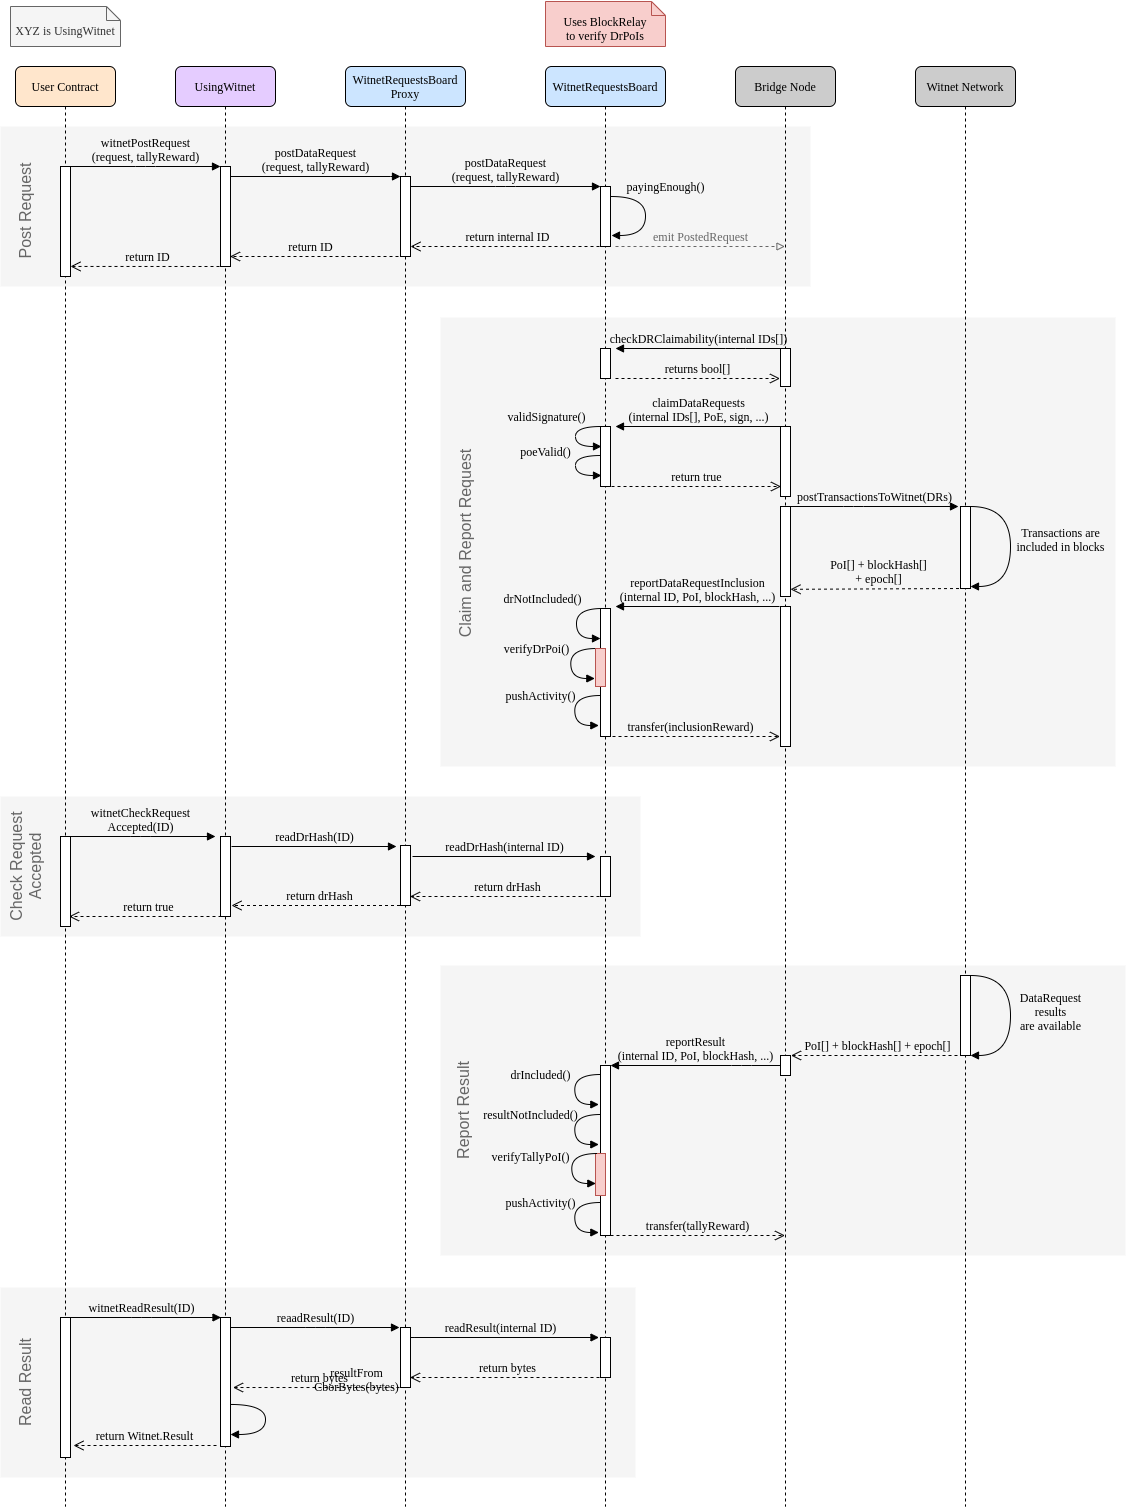 XYZ is UsingWitnet
Uses BlockRelay
to verify DrPoIs
User Contract
UsingWitnet
WitnetRequestsBoard
Proxy
WitnetRequestsBoard
Bridge Node
Witnet Network
Post Request
witnetPostRequest
(request, tallyReward)
postDataRequest
(request, tallyReward)
postDataRequest
(request, tallyReward)
payingEnough()
return internal ID
emit PostedRequest
return ID
return ID
Claim and Report Request
checkDRClaimability(internal IDs[])
returns bool[]
claimDataRequests
(internal IDs[], PoE, sign, ...)
validSignature()
poeValid()
return true
postTransactionsToWitnet(DRs)
Transactions are
included in blocks
PoI[] + blockHash[]
+ epoch[]
reportDataRequestInclusion
(internal ID, PoI, blockHash, ...)
drNotIncluded()
verifyDrPoi()
pushActivity()
transfer(inclusionReward)
Check Request
Accepted
witnetCheckRequest
Accepted(ID)
readDrHash(ID)
readDrHash(internal ID)
return drHash
return drHash
return true
Report Result
DataRequest
results
are available
PoI[] + blockHash[] + epoch[]
reportResult
(internal ID, PoI, blockHash, ...)
drIncluded()
resultNotIncluded()
verifyTallyPoI()
pushActivity()
transfer(tallyReward)
Read Result
witnetReadResult(ID)
reaadResult(ID)
readResult(internal ID)
return bytes
return bytes
resultFrom
CborBytes(bytes)
return Witnet.Result